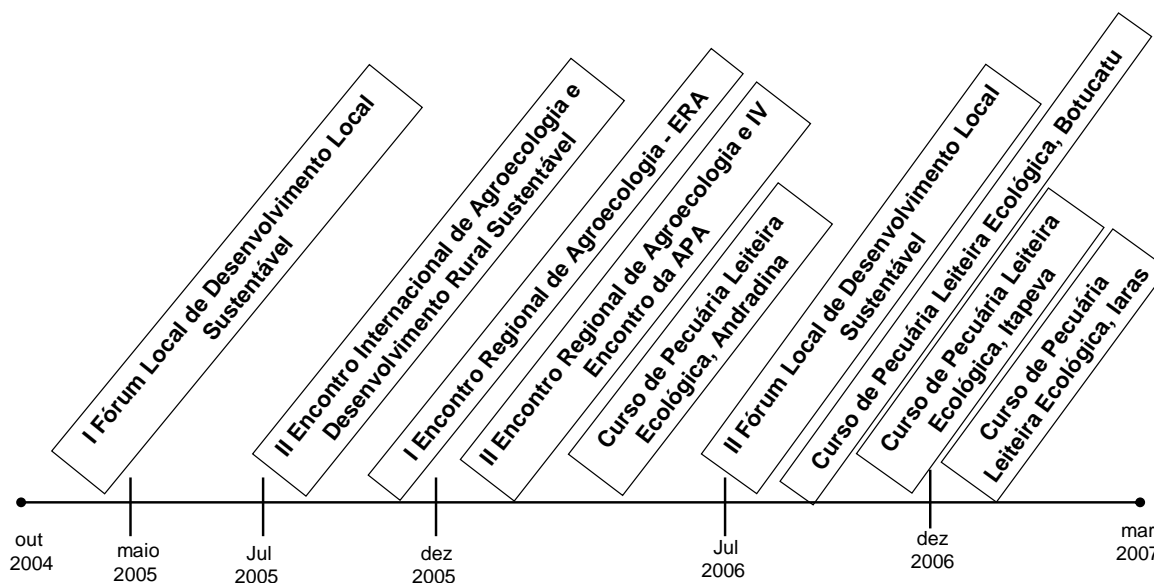 I Fórum Local de Desenvolvimento Local
Sustentável
II Encontro Internacional de Agroecologia e
Desenvolvimento Rural Sustentável
I Encontro Regional de Agroecologia - ERA
II Encontro Regional de Agroecologia e IV
Encontro da APA
Curso de Pecuária Leiteira
Ecológica, Andradina
II Fórum Local de Desenvolvimento Local
Sustentável
Curso de Pecuária Leiteira Ecológica, Botucatu
Curso de Pecuária Leiteira
Ecológica, Itapeva
Curso de Pecuária
Leiteira Ecológica, Iaras
out
2004
maio
2005
Jul
2005
dez
2005
Jul
2006
dez
2006
mar
2007